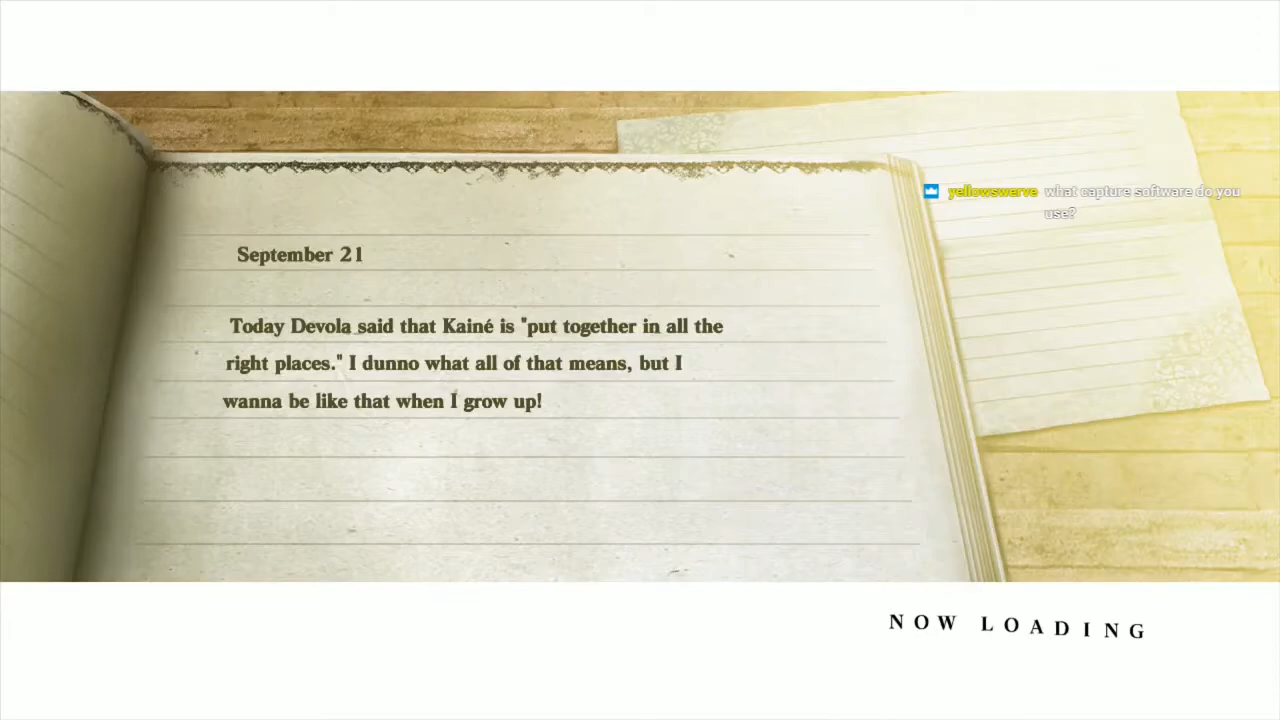 yellowswerve what capture software do you
use?
September 21
Today Devola said that Kainé is "put together in all the
right places." I dunno what all of that means, but I
wanna be like that when I grow up!
NOW LOADING